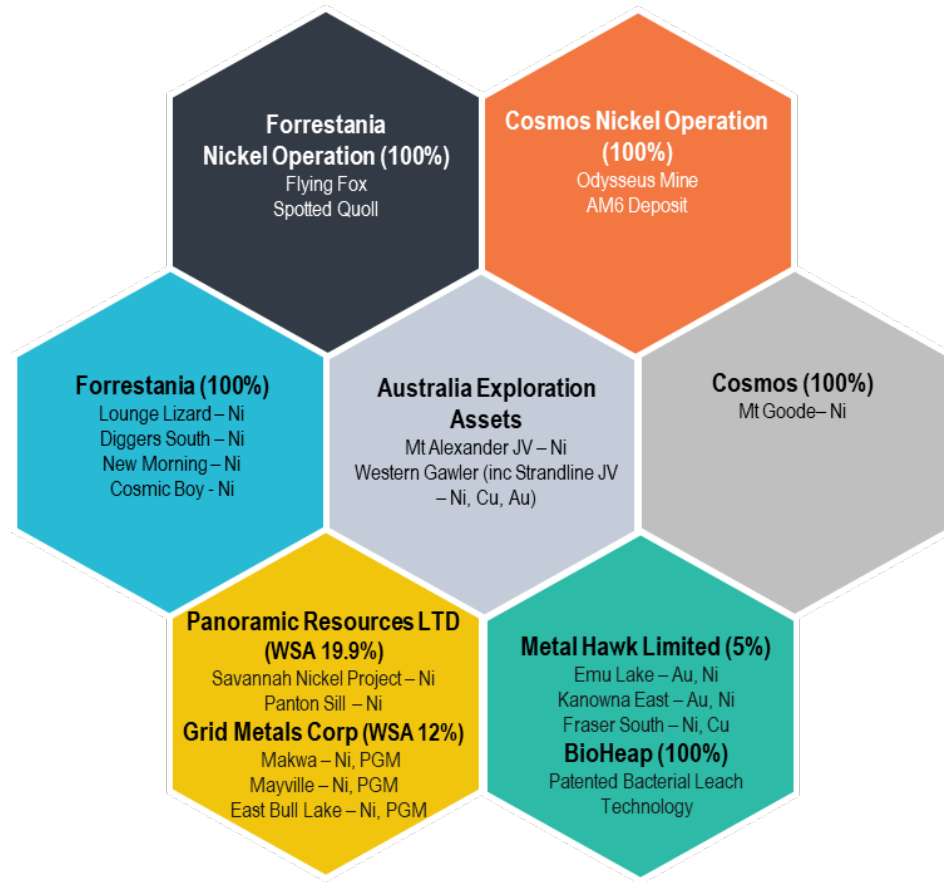 Forrestania
Nickel Operation (100%)
Flying Fox
Spotted Quoll
Cosmos Nickel Operation
(100%)
Odysseus Mine
AM6 Deposit
Forrestania (100%)
Lounge Lizard – Ni
Diggers South – Ni
New Morning – Ni
Cosmic Boy - Ni
Australia Exploration
Assets
Mt Alexander JV – Ni
Western Gawler (inc Strandline JV
– Ni, Cu, Au)
Cosmos (100%)
Mt Goode– Ni
Panoramic Resources LTD
(WSA 19.9%)
Savannah Nickel Project – Ni
Panton Sill – Ni
Grid Metals Corp (WSA 12%)
Makwa – Ni, PGM
Mayville – Ni, PGM
East Bull Lake – Ni, PGM
Metal Hawk Limited (5%)
Emu Lake – Au, Ni
Kanowna East – Au, Ni
Fraser South – Ni, Cu
BioHeap (100%)
Patented Bacterial Leach
Technology